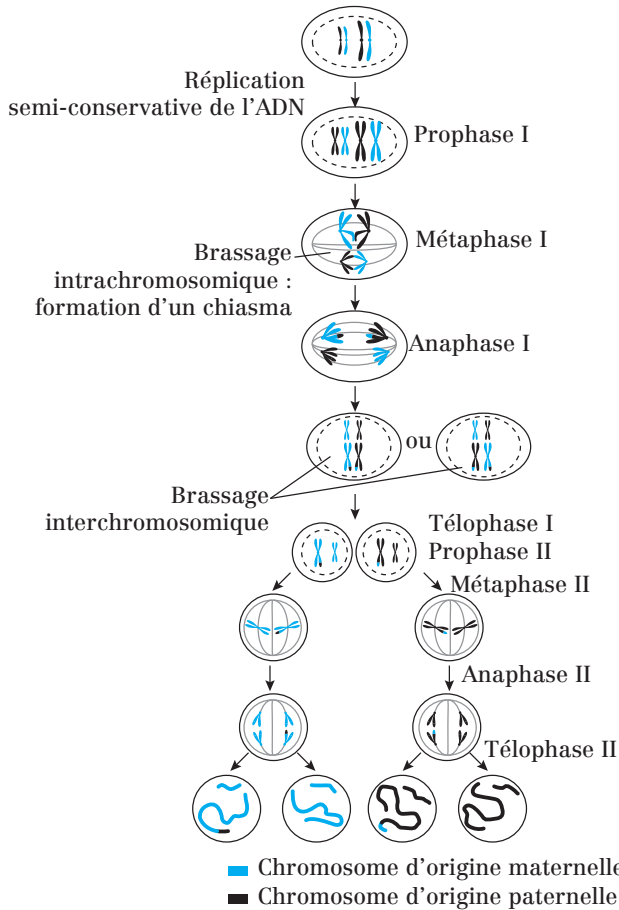 Réplication
semi-conservative de l'ADN
Prophase I
Métaphase I
Brassage
intrachromosomique :
formation d'un chiasma
Anaphase I
ou
Brassage
interchromosomique
Télophase I
Prophase II
Métaphase II
Anaphase II
Télophase II
Chromosome d'origine maternelle
Chromosome d'origine paternelle